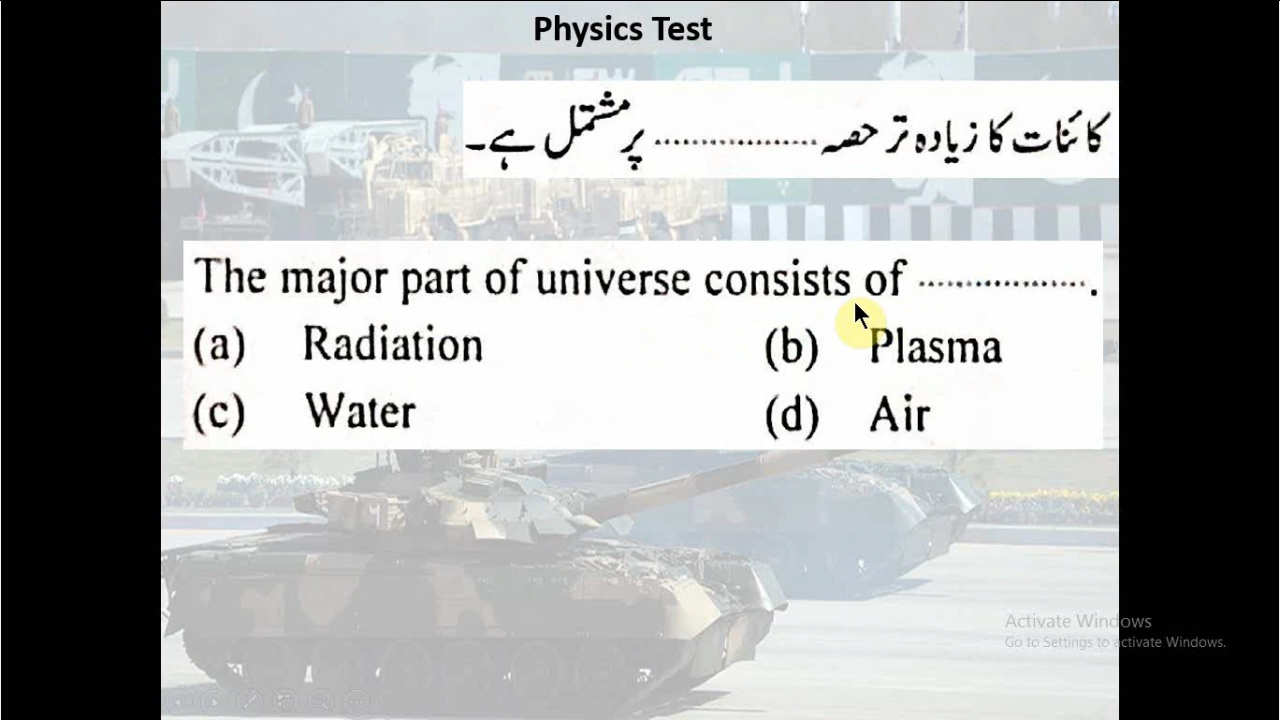 Physics Test
کائنات کا زیادہ تر حصہ .................. پر مشتمل ہے۔
The major part of universe consists of ..................
(a) Radiation (b) Plasma
(c) Water (d) Air
Activate Windows
Go to Settings to activate Windows.